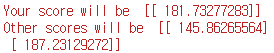 Your score will be  [[ 181.73277283]]
Other scores will be  [[ 145.86265564]
 [ 187.23129272]]